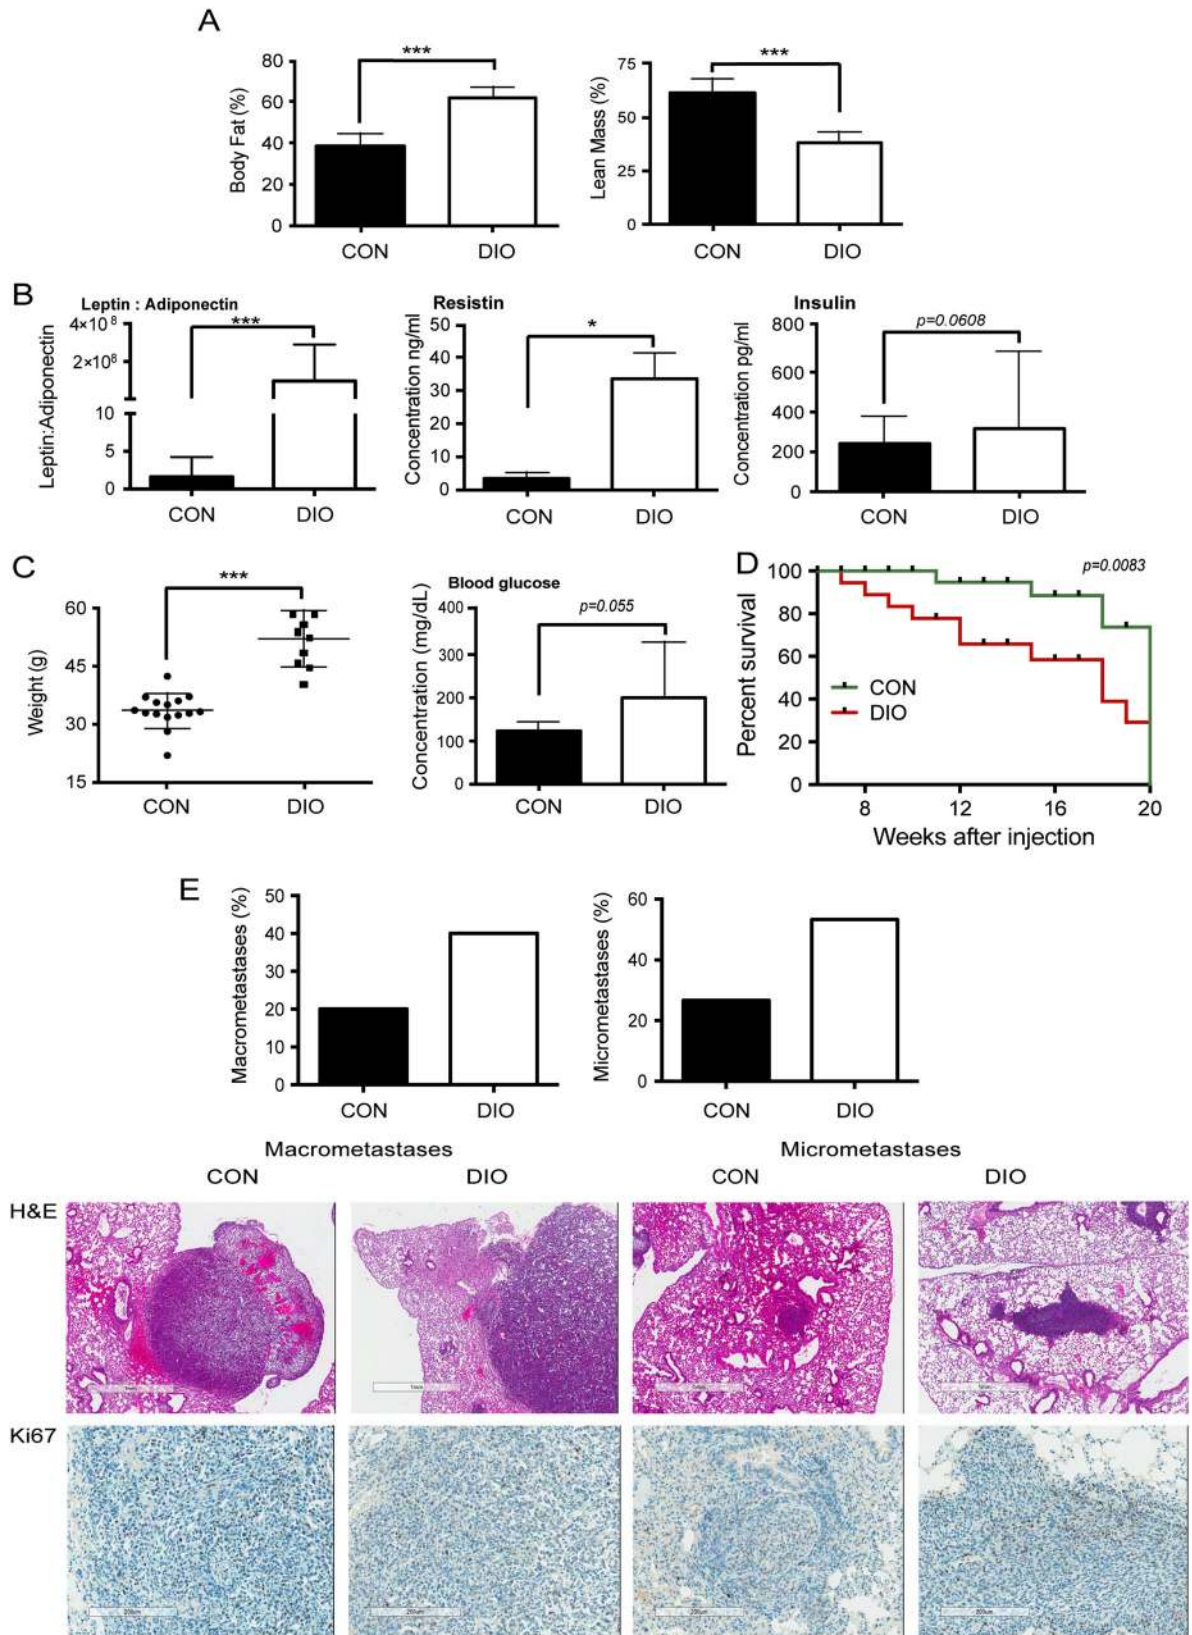 A
Body Fat (%)
80
60
40
20
0
***
CON
DIO
Lean Mass (%)
75
50
25
0
***
CON
DIO
B
Leptin : Adiponectin
Leptin:Adiponectin
4×10⁸
2×10⁸
10
5
0
***
CON
DIO
Resistin
Concentration ng/ml
50
40
30
20
10
0
*
CON
DIO
Insulin
Concentration pg/ml
800
600
400
200
0
p=0.0608
CON
DIO
C
Weight (g)
60
45
30
15
***
CON
DIO
Blood glucose
Concentration (mg/dL)
400
300
200
100
0
p=0.055
CON
DIO
D
Percent survival
100
80
60
40
20
0
p=0.0083
CON
DIO
8
12
16
20
Weeks after injection
E
Macrometastases (%)
50
40
30
20
10
0
CON
DIO
Micrometastases (%)
60
40
20
0
CON
DIO
Macrometastases
Micrometastases
CON
DIO
CON
DIO
H&E
1mm
Ki67
200um
200um
200um